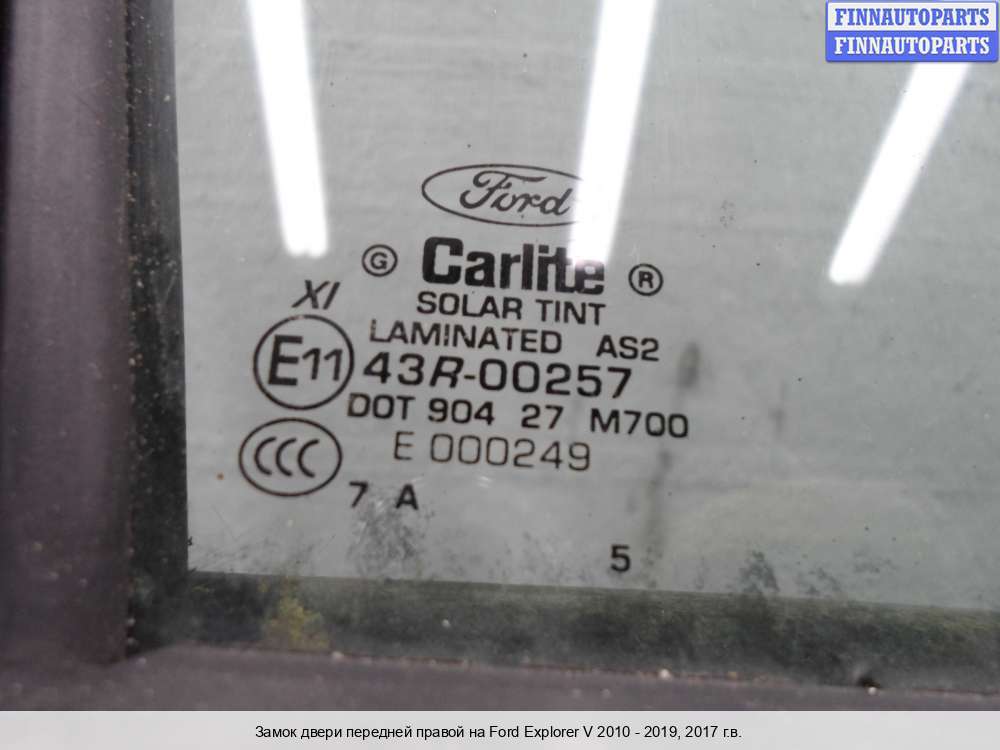 FINNAUTOPARTS
FINNAUTOPARTS
Ford
G Carlite ®
SOLAR TINT
XI
LAMINATED AS2
E11 43R-00257
DOT 904 27 M700
CCC E 000249
7 A
5
Замок двери передней правой на Ford Explorer V 2010 - 2019, 2017 г.в.